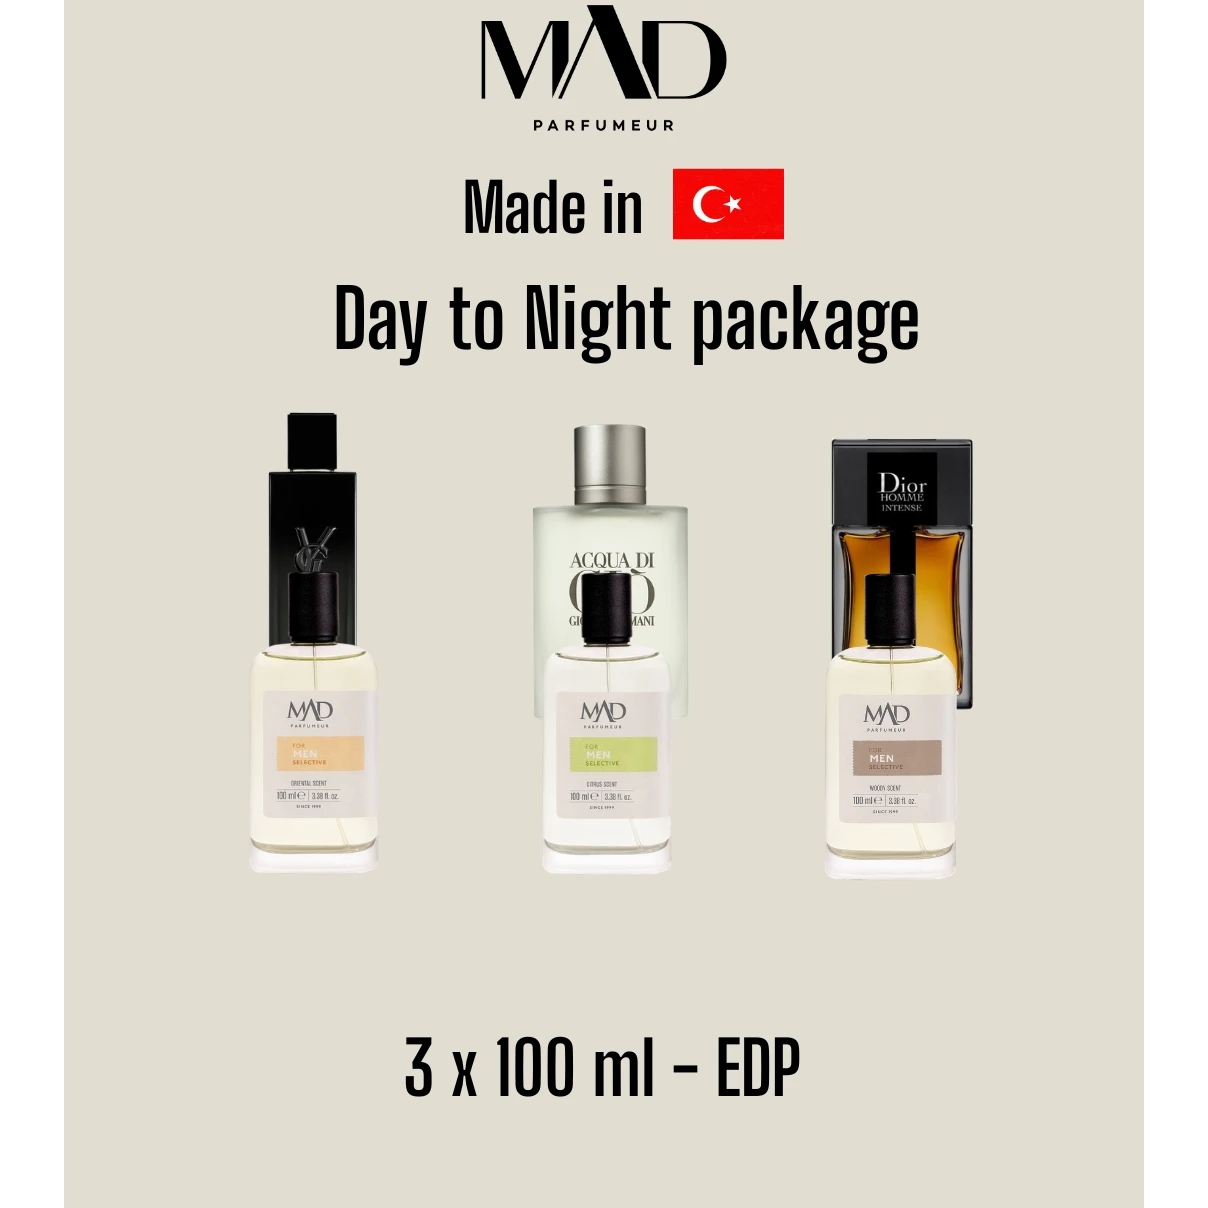 MAD
PARFUMEUR
Made in
Day to Night package
YSL
ACQUA DI
GIÒ
Dior
HOMME
INTENSE
MAD
PARFUMEUR
FOR
MEN
SELECTIVE
ORIENTAL SCENT
100 ml ℮ 3.38 fl. oz.
SINCE 1999
MAD
PARFUMEUR
FOR
MEN
SELECTIVE
CITRUS SCENT
100 ml ℮ 3.38 fl. oz.
SINCE 1999
MAD
PARFUMEUR
FOR
MEN
SELECTIVE
WOODY SCENT
100 ml ℮ 3.38 fl. oz.
SINCE 1999
3 x 100 ml - EDP